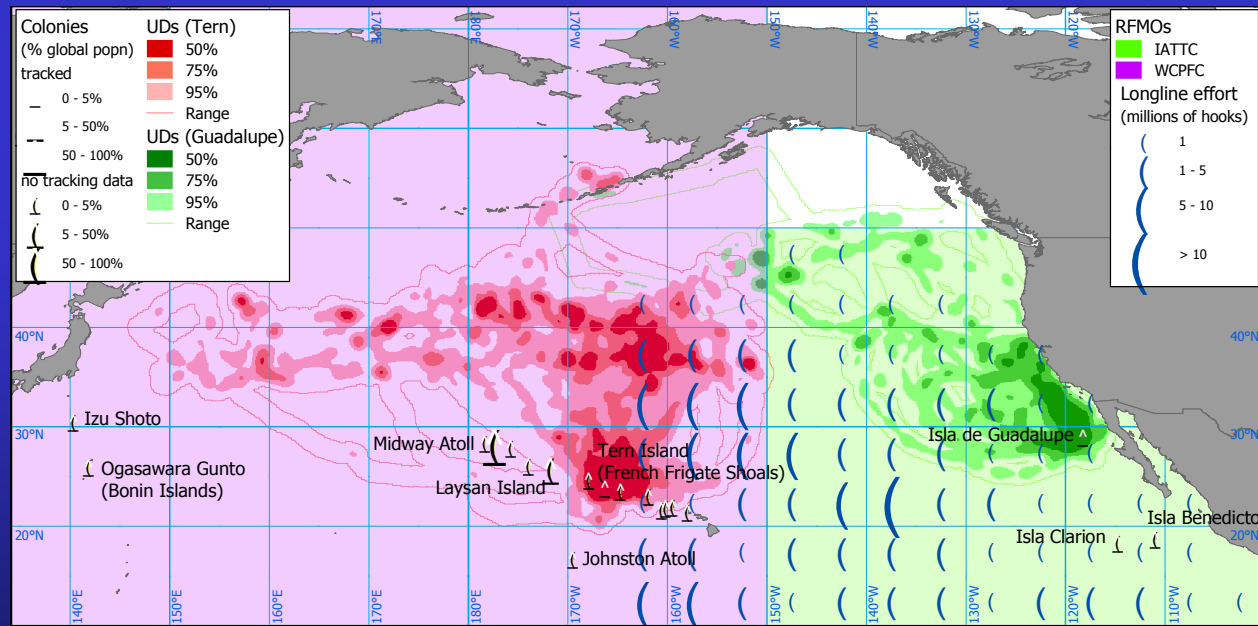 Colonies
(% global popn)
tracked
0 - 5%
5 - 50%
50 - 100%
no tracking data
0 - 5%
5 - 50%
50 - 100%
UDs (Tern)
50%
75%
95%
Range
UDs (Guadalupe)
50%
75%
95%
Range
RFMOs
IATTC
WCPFC
Longline effort
(millions of hooks)
1
1 - 5
5 - 10
> 10
170°E
180°E
170°W
160°W
150°W
140°W
130°W
120°W
40°N
40°N
Izu Shoto
30°N
Midway Atoll
Tern Island
(French Frigate Shoals)
Isla de Guadalupe
30°N
Ogasawara Gunto
(Bonin Islands)
Laysan Island
Isla Benedicto
20°N
Isla Clarion
20°N
Johnston Atoll
140°E
150°E
160°E
170°E
180°E
170°W
160°W
150°W
140°W
130°W
120°W
110°W